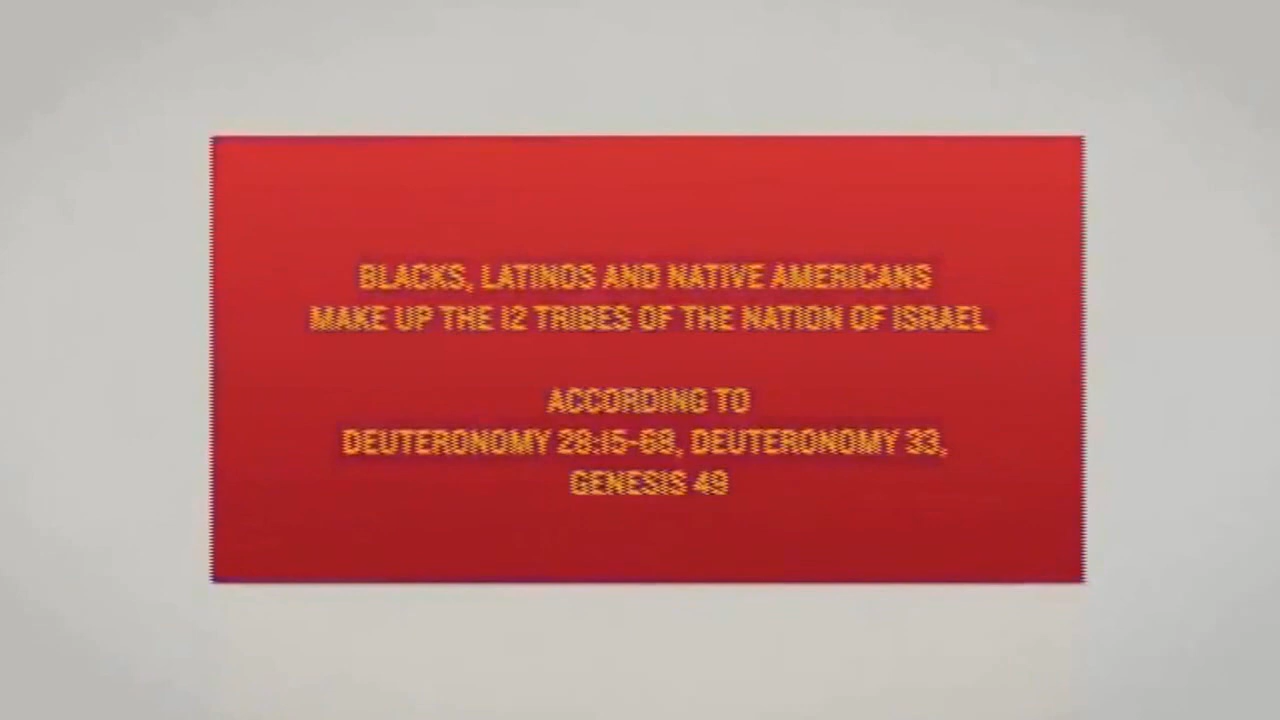 BLACKS, LATINOS AND NATIVE AMERICANS
MAKE UP THE 12 TRIBES OF THE NATION OF ISRAEL
ACCORDING TO
DEUTERONOMY 28:15-68, DEUTERONOMY 33,
GENESIS 49